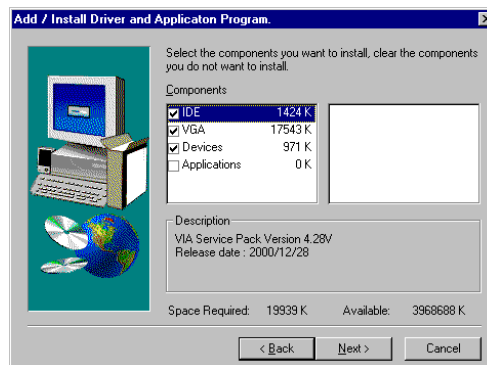 Add / Install Driver and Applicaton Program.
Select the components you want to install, clear the components
you do not want to install.
Components
IDE 1424 K
VGA 17543 K
Devices 971 K
Applications 0 K
Description
VIA Service Pack Version 4.28V
Release date : 2000/12/28
Space Required: 19939 K Available: 3968688 K
< Back Next > Cancel